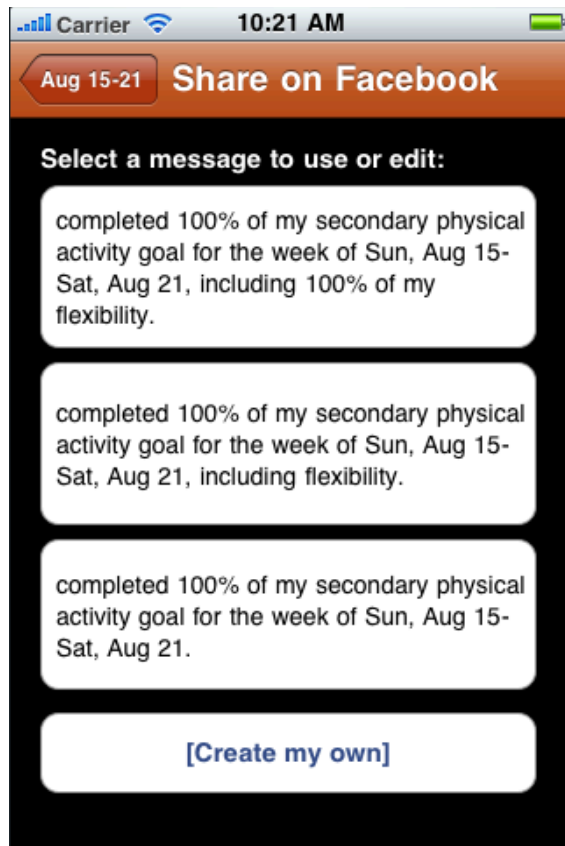 Carrier 10:21 AM
Aug 15-21 Share on Facebook
Select a message to use or edit:
completed 100% of my secondary physical
activity goal for the week of Sun, Aug 15-
Sat, Aug 21, including 100% of my
flexibility.
completed 100% of my secondary physical
activity goal for the week of Sun, Aug 15-
Sat, Aug 21, including flexibility.
completed 100% of my secondary physical
activity goal for the week of Sun, Aug 15-
Sat, Aug 21.
[Create my own]